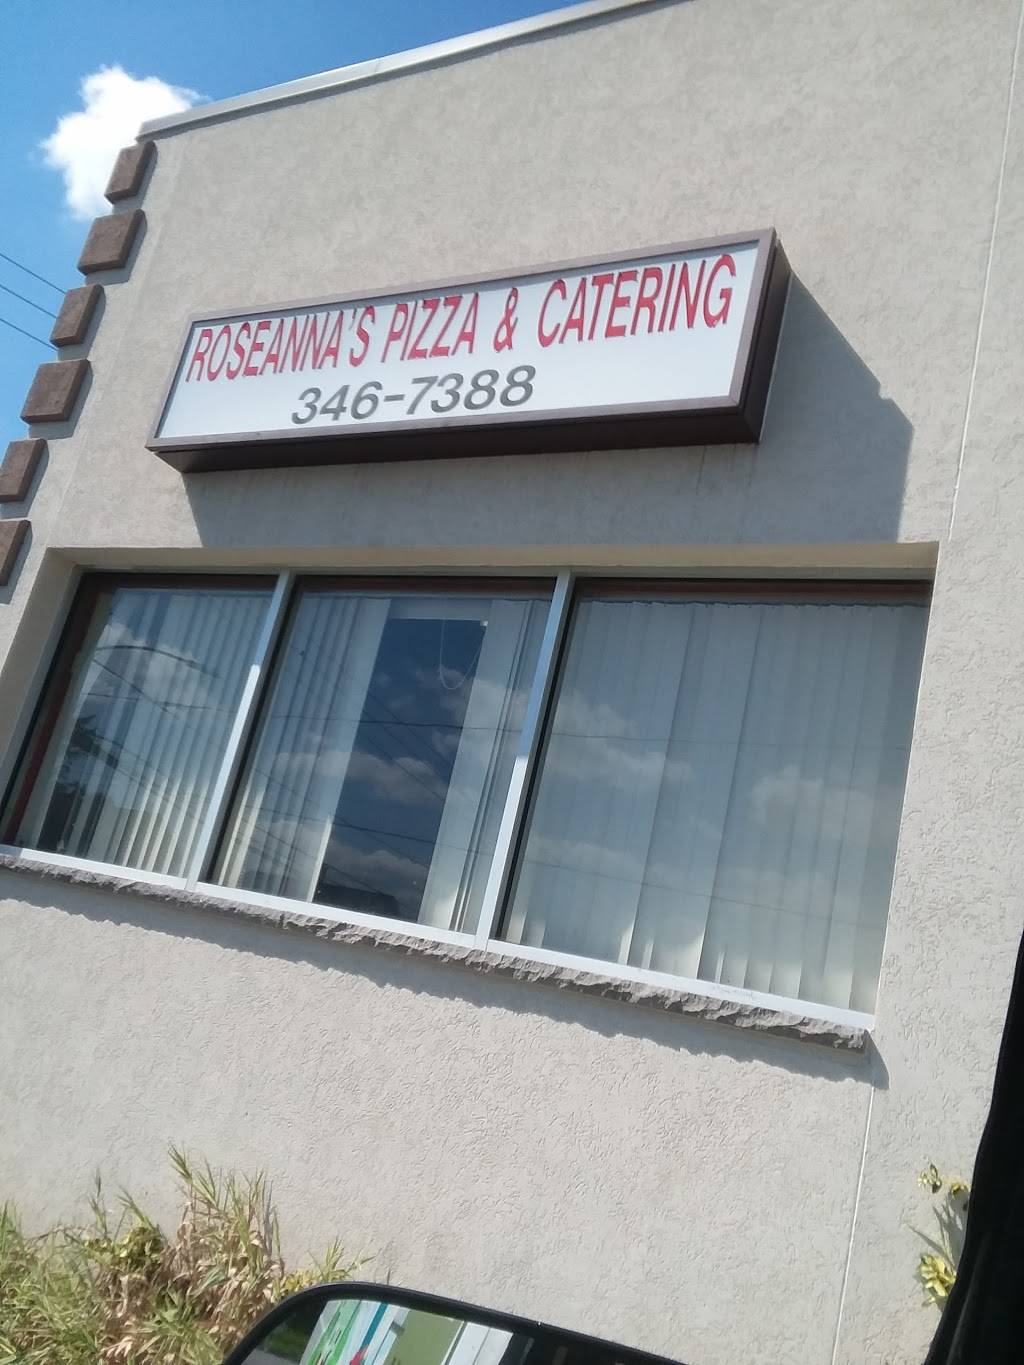 ROSEANNA'S PIZZA & CATERING
346-7388